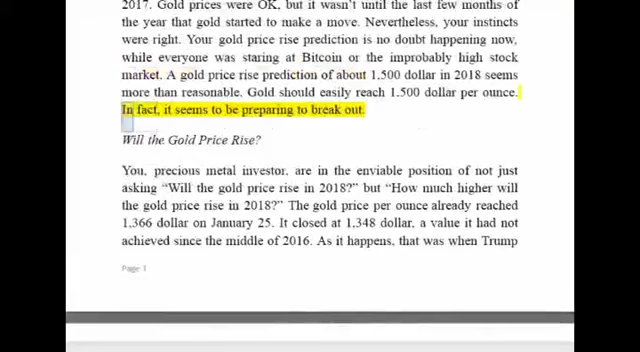 2017. Gold prices were OK, but it wasn't until the last few months of
the year that gold started to make a move. Nevertheless, your instincts
were right. Your gold price rise prediction is no doubt happening now,
while everyone was staring at Bitcoin or the improbably high stock
market. A gold price rise prediction of about 1,500 dollar in 2018 seems
more than reasonable. Gold should easily reach 1,500 dollar per ounce.
In fact, it seems to be preparing to break out.
Will the Gold Price Rise?
You, precious metal investor, are in the enviable position of not just
asking “Will the gold price rise in 2018?” but “How much higher will
the gold price rise in 2018?” The gold price per ounce already reached
1,366 dollar on January 25. It closed at 1,348 dollar, a value it had not
achieved since the middle of 2016. As it happens, that was when Trump
Page 1